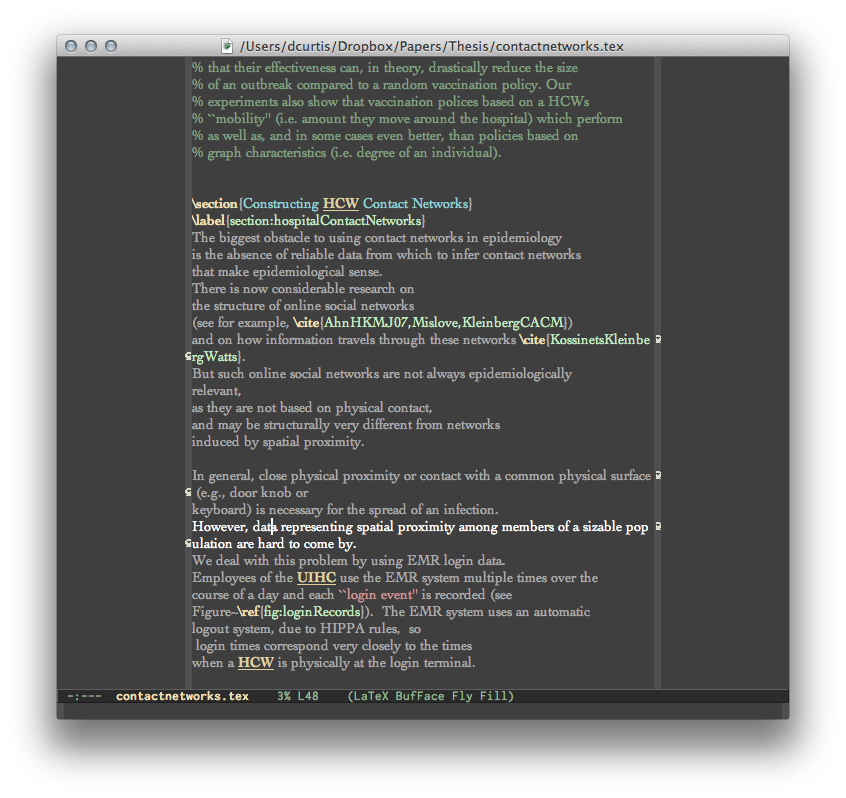 /Users/dcurtis/Dropbox/Papers/Thesis/contactnetworks.tex
% that their effectiveness can, in theory, drastically reduce the size
% of an outbreak compared to a random vaccination policy. Our
% experiments also show that vaccination polices based on a HCWs
% ``mobility'' (i.e. amount they move around the hospital) which perform
% as well as, and in some cases even better, than policies based on
% graph characteristics (i.e. degree of an individual).
\section{Constructing HCW Contact Networks}
\label{section:hospitalContactNetworks}
The biggest obstacle to using contact networks in epidemiology
is the absence of reliable data from which to infer contact networks
that make epidemiological sense.
There is now considerable research on
the structure of online social networks
(see for example, \cite{AhnHKMJ07,Mislove,KleinbergCACM})
and on how information travels through these networks \cite{KossinetsKleinbe
rgWatts}.
But such online social networks are not always epidemiologically
relevant,
as they are not based on physical contact,
and may be structurally very different from networks
induced by spatial proximity.
In general, close physical proximity or contact with a common physical surface
(e.g., door knob or
keyboard) is necessary for the spread of an infection.
However, data representing spatial proximity among members of a sizable pop
ulation are hard to come by.
We deal with this problem by using EMR login data.
Employees of the UIHC use the EMR system multiple times over the
course of a day and each ``login event'' is recorded (see
Figure~\ref{fig:loginRecords}).  The EMR system uses an automatic
logout system, due to HIPPA rules,  so
login times correspond very closely to the times
when a HCW is physically at the login terminal.
-:---  contactnetworks.tex    3% L48    (LaTeX BufFace Fly Fill)